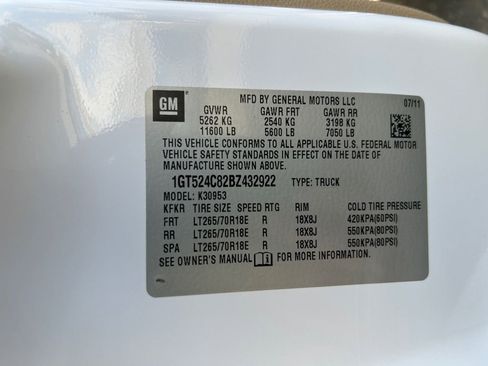 GM
MFD BY GENERAL MOTORS LLC 07/11
GVWR GAWR FRT GAWR RR
5262 KG 2540 KG 3198 KG
11600 LB 5600 LB 7050 LB
THIS VEHICLE CONFORMS TO ALL APPLICABLE U.S. FEDERAL MOTOR
VEHICLE SAFETY STANDARDS IN EFFECT ON THE DATE OF
MANUFACTURE SHOWN ABOVE.
1GT524C82BZ432922 TYPE: TRUCK
MODEL: K30953
KFKR TIRE SIZE SPEED RTG RIM COLD TIRE PRESSURE
FRT LT265/70R18E R 18X8J 420KPA(60PSI)
RR LT265/70R18E R 18X8J 550KPA(80PSI)
SPA LT265/70R18E R 18X8J 550KPA(80PSI)
SEE OWNER'S MANUAL FOR MORE INFORMATION.